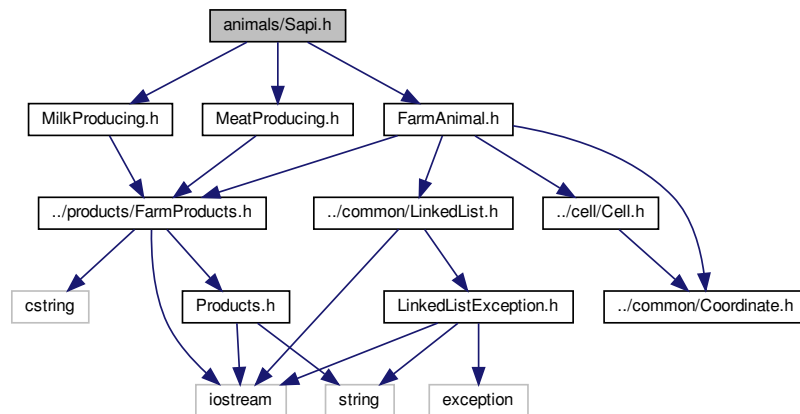 animals/Sapi.h
MilkProducing.h
MeatProducing.h
FarmAnimal.h
../products/FarmProducts.h
../common/LinkedList.h
../cell/Cell.h
cstring
Products.h
LinkedListException.h
../common/Coordinate.h
iostream
string
exception